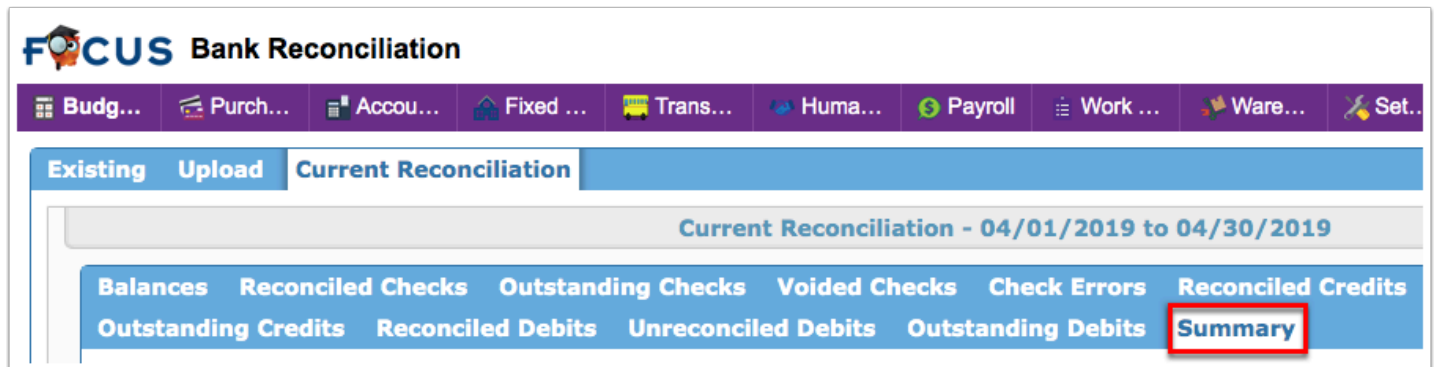 FOCUS Bank Reconciliation
Budg... Purch... Accou... Fixed ... Trans... Huma... Payroll Work ... Ware... Set...
Existing Upload Current Reconciliation
Current Reconciliation - 04/01/2019 to 04/30/2019
Balances Reconciled Checks Outstanding Checks Voided Checks Check Errors Reconciled Credits
Outstanding Credits Reconciled Debits Unreconciled Debits Outstanding Debits Summary